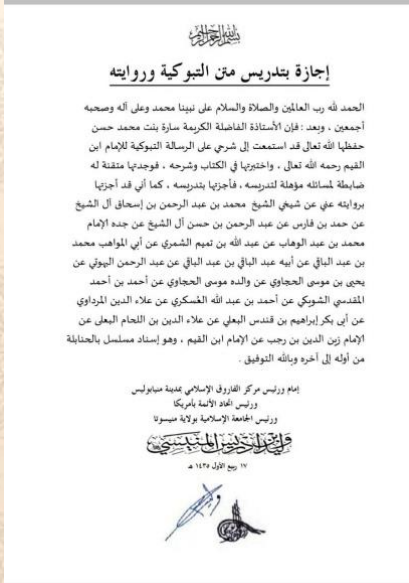 بسم الله الرحمن الرحيم
إجازة بتدريس متن التبوكية وروايته
الحمد لله رب العالمين والصلاة والسلام على نبينا محمد وعلى آله وصحبه
أجمعين ، وبعد : فإن الأستاذة الفاضلة الكريمة سارة بنت محمد حسن
حفظها الله تعالى قد استمعت إلى شرحي على الرسالة التبوكية للإمام ابن
القيم رحمه الله تعالى ، واختبرتها في الكتاب وشرحه ، فوجدتها متقنة له
ضابطة لمسائله مؤهلة لتدريسه ، فأجزتها بتدريسه ، كما أني قد أجزتها
بروايته عني عن شيخي الشيخ محمد بن عبد الرحمن بن إسحاق آل الشيخ
عن حمد بن فارس عن عبد الرحمن بن حسن آل الشيخ عن جده الإمام
محمد بن عبد الوهاب عن عبد الله بن تميم الشمري عن أبي المواهب محمد
بن عبد الباقي عن أبيه عبد الباقي بن عبد الباقي عن عبد الرحمن البهوتي عن
يحيى بن موسى الحجاوي عن والده موسى الحجاوي عن أحمد بن أحمد
المقدسي الشويكي عن أحمد بن عبد الله العُسكري عن علاء الدين المرداوي
عن أبي بكر إبراهيم بن قندس البعلي عن علاء الدين بن اللحام البعلي عن
الإمام زين الدين بن رجب عن الإمام ابن القيم ، وهو إسناد مسلسل بالحنابلة
من أوله إلى آخره وبالله التوفيق .
إمام ورئيس مركز الفاروق الإسلامي بمدينة منيابوليس
ورئيس اتحاد الأئمة بأمريكا
ورئيس الجامعة الإسلامية بولاية منيسوتا
وليد بن إدريس المنيسي
١٧ ربيع الأول ١٤٣٥ هـ